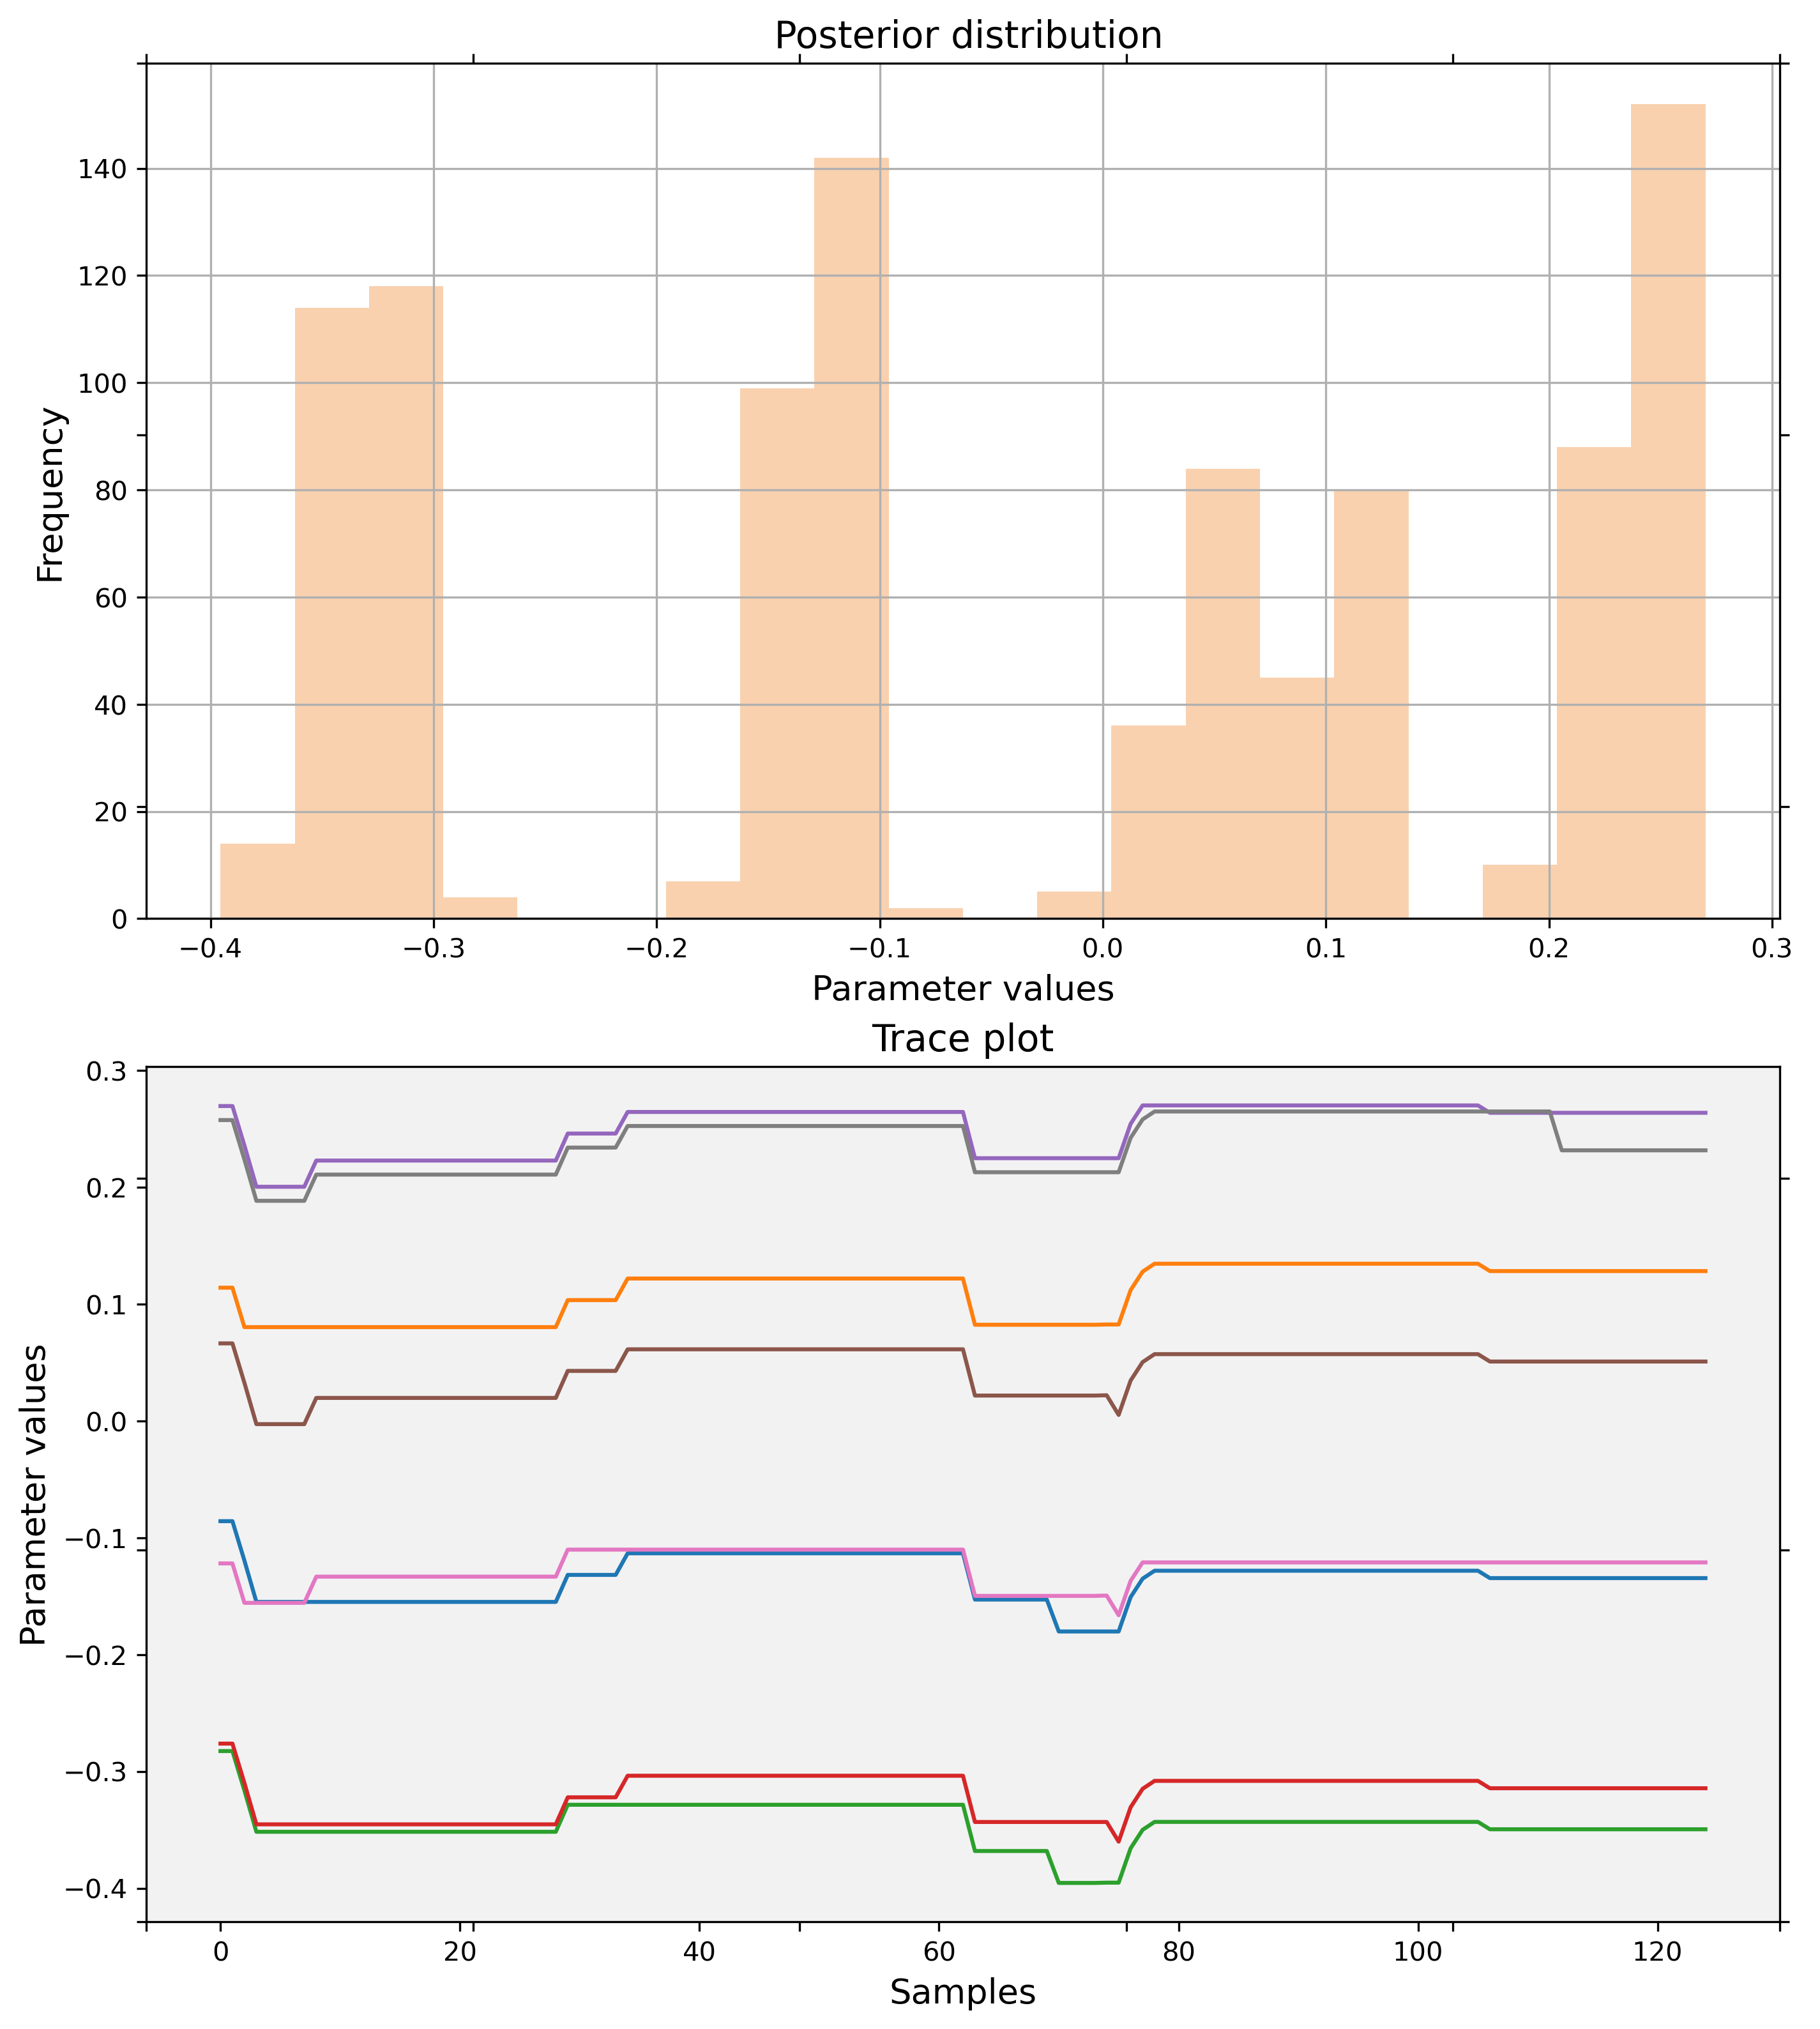 Posterior distribution
Frequency
140
120
100
80
60
40
20
0
−0.4 −0.3 −0.2 −0.1 0.0 0.1 0.2 0.3
Parameter values
Trace plot
Parameter values
0.3
0.2
0.1
0.0
−0.1
−0.2
−0.3
−0.4
0 20 40 60 80 100 120
Samples